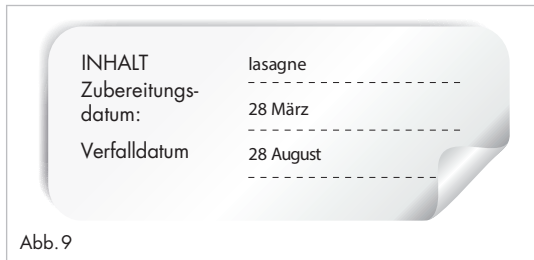 INHALT lasagne
Zubereitungs-
datum: 28 März
Verfalldatum 28 August
Abb. 9